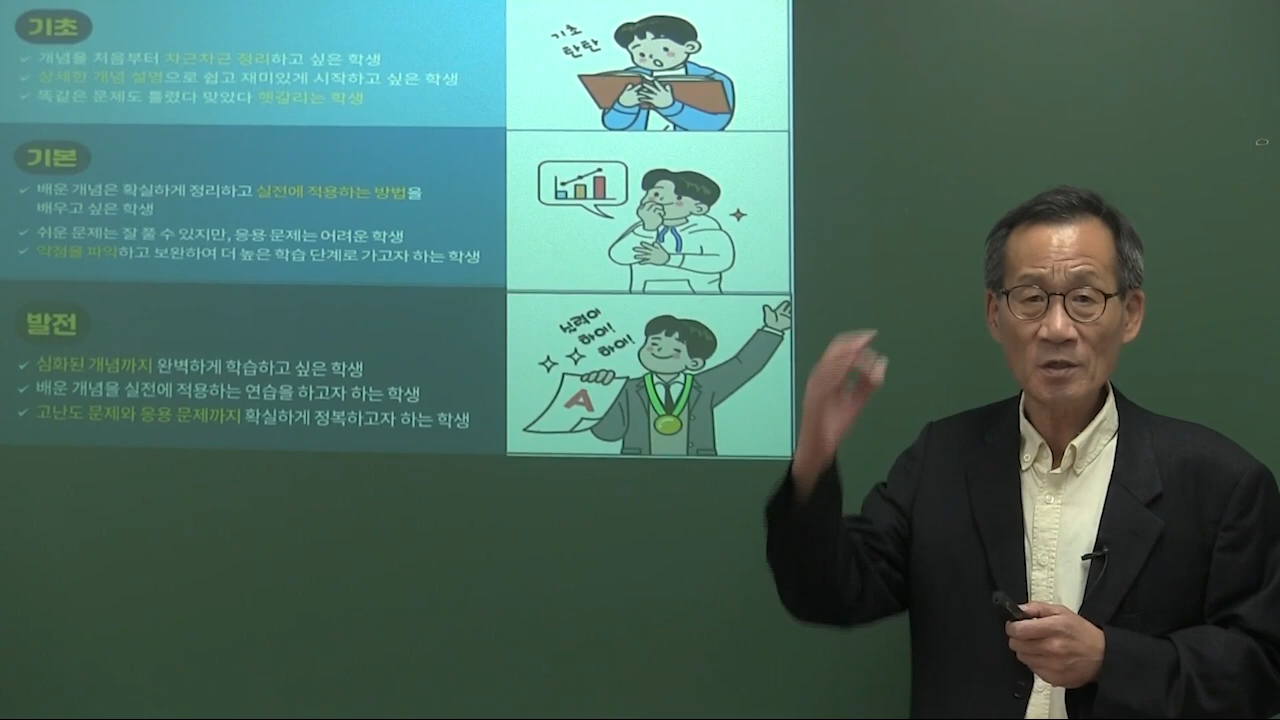 기초
✓ 개념을 처음부터 차근차근 정리하고 싶은 학생
✓ 상세한 개념 설명으로 쉽고 재미있게 시작하고 싶은 학생
✓ 똑같은 문제도 틀렸다 맞았다 헷갈리는 학생
기초
탄탄
기본
✓ 배운 개념은 확실하게 정리하고 실전에 적용하는 방법을
배우고 싶은 학생
✓ 쉬운 문제는 잘 풀 수 있지만, 응용 문제는 어려운 학생
✓ 약점을 파악하고 보완하여 더 높은 학습 단계로 가고자 하는 학생
발전
✓ 심화된 개념까지 완벽하게 학습하고 싶은 학생
✓ 배운 개념을 실전에 적용하는 연습을 하고자 하는 학생
✓ 고난도 문제와 응용 문제까지 확실하게 정복하고자 하는 학생
실력이
하이!
하이!
A